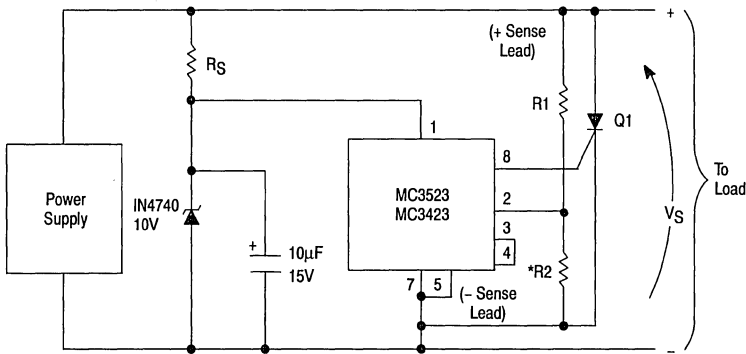 +
(+ Sense
Lead)
RS
R1
1
Q1
8
To
Load
Power
Supply
IN4740
10V
MC3523
MC3423
2
VS
3
4
+
10μF
15V
*R2
7
5
(– Sense
Lead)
–